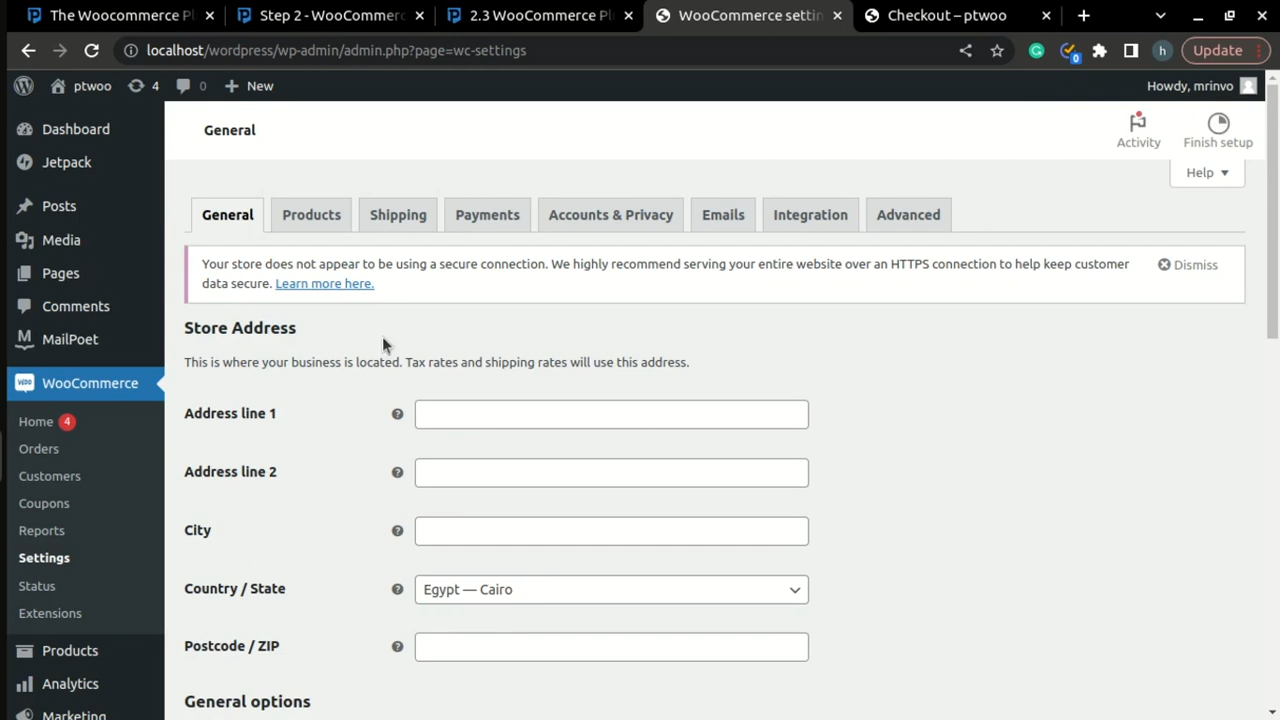 The Woocommerce Pl
Step 2 - WooCommerc
2.3 WooCommerce Pl
WooCommerce settin
Checkout – ptwoo
localhost/wordpress/wp-admin/admin.php?page=wc-settings
0
h
Update
ptwoo
4
0
New
Howdy, mrinvo
Dashboard
Jetpack
Posts
Media
Pages
Comments
MailPoet
WooCommerce
Home 4
Orders
Customers
Coupons
Reports
Settings
Status
Extensions
Products
Analytics
Marketing
General
Activity
Finish setup
Help
General
Products
Shipping
Payments
Accounts & Privacy
Emails
Integration
Advanced
Your store does not appear to be using a secure connection. We highly recommend serving your entire website over an HTTPS connection to help keep customer
data secure. Learn more here.
Dismiss
Store Address
This is where your business is located. Tax rates and shipping rates will use this address.
Address line 1
Address line 2
City
Country / State
Egypt — Cairo
Postcode / ZIP
General options